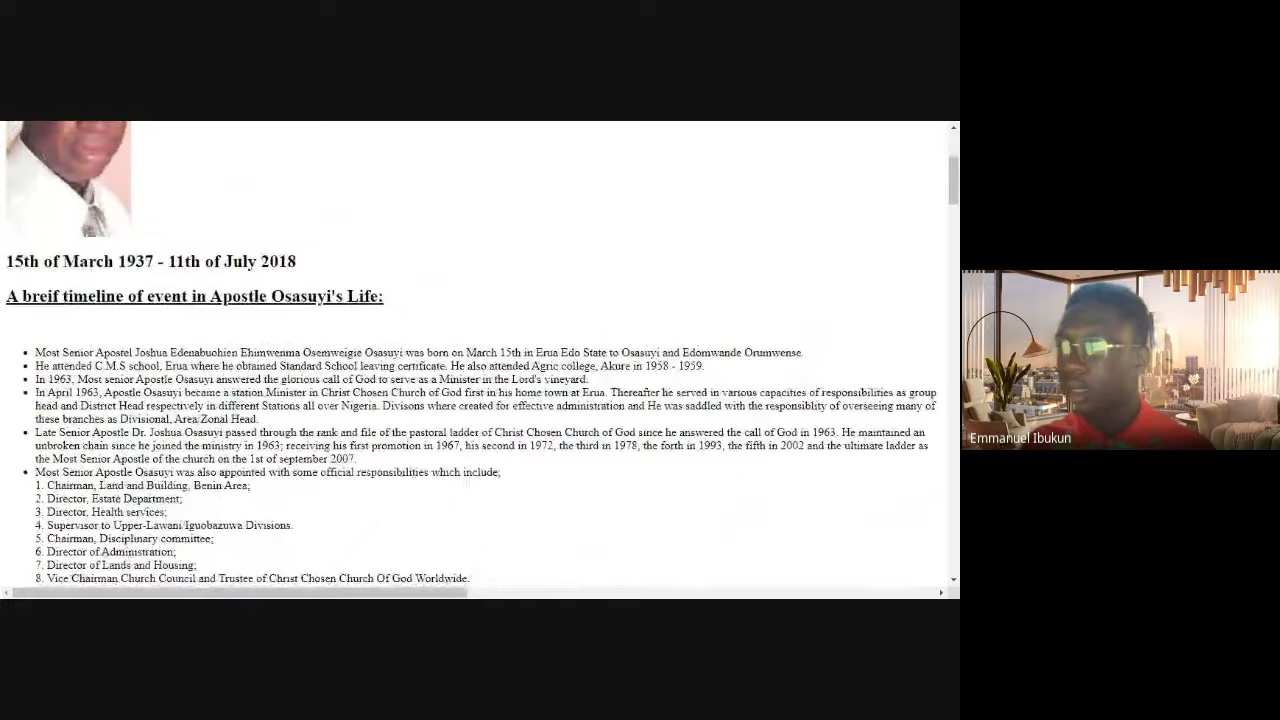 15th of March 1937 - 11th of July 2018
A breif timeline of event in Apostle Osasuyi's Life:
Most Senior Apostel Joshua Edenabuohien Ehimwenma Osemweigie Osasuyi was born on March 15th in Erua Edo State to Osasuyi and Edomwande Orumwense.
He attended C.M.S school, Erua where he obtained Standard School leaving certificate. He also attended Agric college, Akure in 1958 - 1959.
In 1963, Most senior Apostle Osasuyi answered the glorious call of God to serve as a Minister in the Lord's vineyard.
In April 1963, Apostle Osasuyi became a station Minister in Christ Chosen Church of God first in his home town at Erua. Thereafter he served in various capacities of responsibilities as group
head and District Head respectively in different Stations all over Nigeria. Divisons where created for effective administration and He was saddled with the responsiblity of overseeing many of
these branches as Divisional, Area/Zonal Head.
Late Senior Apostle Dr. Joshua Osasuyi passed through the rank and file of the pastoral ladder of Christ Chosen Church of God since he answered the call of God in 1963. He maintained an
unbroken chain since he joined the ministry in 1963; receiving his first promotion in 1967, his second in 1972, the third in 1978, the forth in 1993, the fifth in 2002 and the ultimate ladder as
the Most Senior Apostle of the church on the 1st of september 2007.
Most Senior Apostle Osasuyi was also appointed with some official responsibilities which include;
1. Chairman, Land and Building, Benin Area;
2. Director, Estate Department;
3. Director, Health services;
4. Supervisor to Upper-Lawani/Iguobazuwa Divisions.
5. Chairman, Disciplinary committee;
6. Director of Administration;
7. Director of Lands and Housing;
8. Vice Chairman Church Council and Trustee of Christ Chosen Church Of God Worldwide.
Emmanuel Ibukun